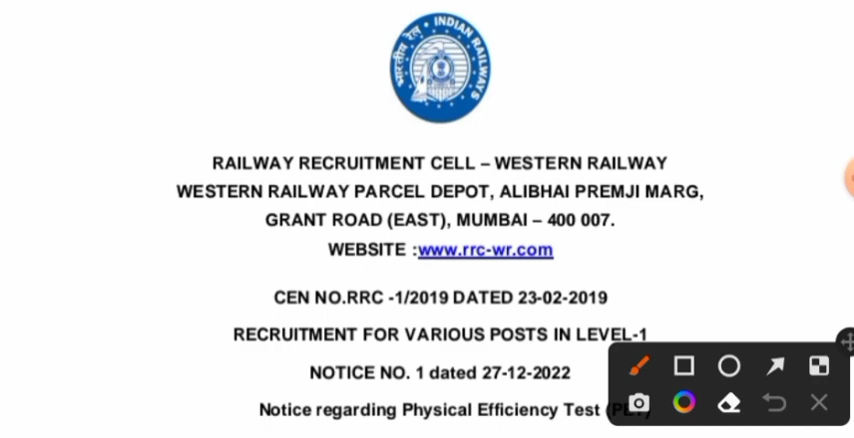 भारतीय रेल • INDIAN RAILWAYS
RAILWAY RECRUITMENT CELL – WESTERN RAILWAY
WESTERN RAILWAY PARCEL DEPOT, ALIBHAI PREMJI MARG,
GRANT ROAD (EAST), MUMBAI – 400 007.
WEBSITE :www.rrc-wr.com
CEN NO.RRC -1/2019 DATED 23-02-2019
RECRUITMENT FOR VARIOUS POSTS IN LEVEL-1
NOTICE NO. 1 dated 27-12-2022
Notice regarding Physical Efficiency Test (PET)